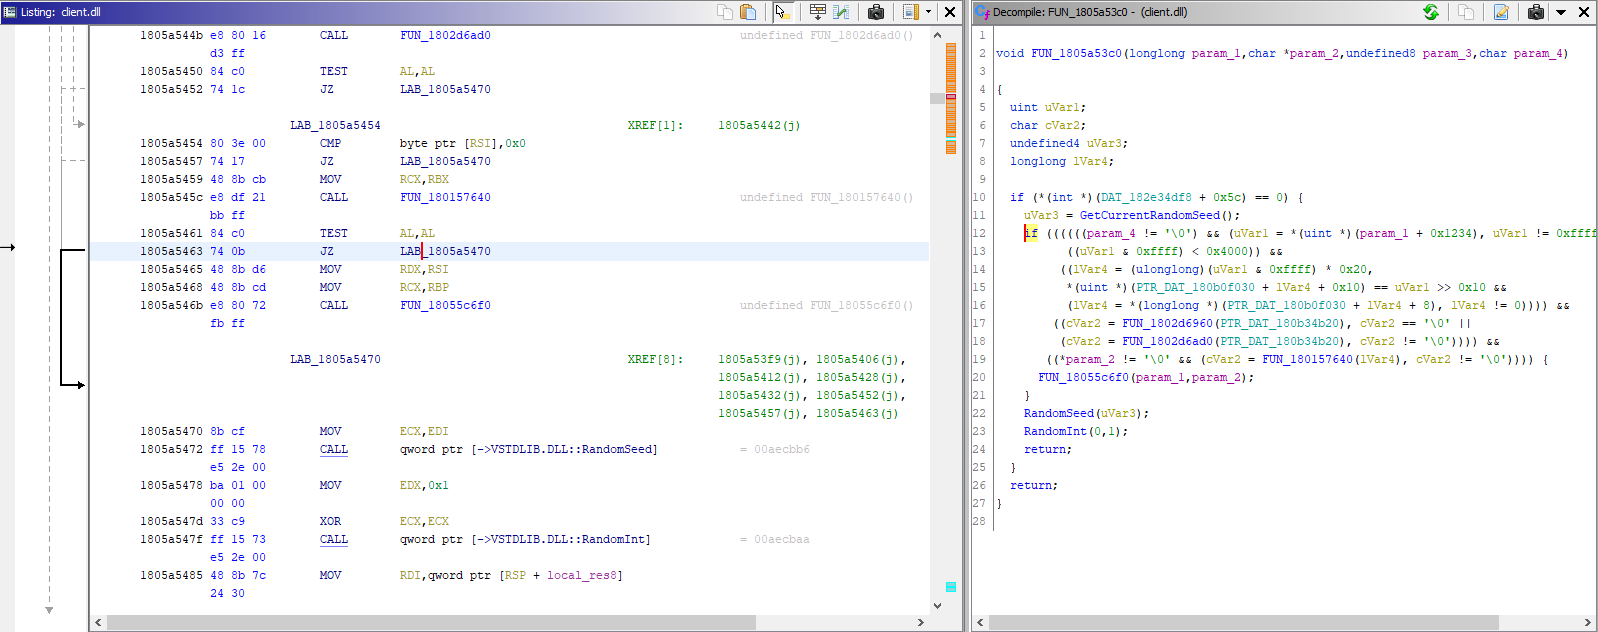 Listing: client.dll
1805a544b e8 80 16 CALL FUN_1802d6ad0 undefined FUN_1802d6ad0()
d3 ff
1805a5450 84 c0 TEST AL,AL
1805a5452 74 1c JZ LAB_1805a5470
LAB_1805a5454 XREF[1]: 1805a5442(j)
1805a5454 80 3e 00 CMP byte ptr [RSI],0x0
1805a5457 74 17 JZ LAB_1805a5470
1805a5459 48 8b cb MOV RCX,RBX
1805a545c e8 df 21 CALL FUN_180157640 undefined FUN_180157640()
bb ff
1805a5461 84 c0 TEST AL,AL
1805a5463 74 0b JZ LAB_1805a5470
1805a5465 48 8b d6 MOV RDX,RSI
1805a5468 48 8b cd MOV RCX,RBP
1805a546b e8 80 72 CALL FUN_18055c6f0 undefined FUN_18055c6f0()
fb ff
LAB_1805a5470 XREF[8]: 1805a53f9(j), 1805a5406(j),
1805a5412(j), 1805a5428(j),
1805a5432(j), 1805a5452(j),
1805a5457(j), 1805a5463(j)
1805a5470 8b cf MOV ECX,EDI
1805a5472 ff 15 78 CALL qword ptr [->VSTDLIB.DLL::RandomSeed] = 00aecbb6
e5 2e 00
1805a5478 ba 01 00 MOV EDX,0x1
00 00
1805a547d 33 c9 XOR ECX,ECX
1805a547f ff 15 73 CALL qword ptr [->VSTDLIB.DLL::RandomInt] = 00aecbaa
e5 2e 00
1805a5485 48 8b 7c MOV RDI,qword ptr [RSP + local_res8]
24 30
Decompile: FUN_1805a53c0 - (client.dll)
1
2 void FUN_1805a53c0(longlong param_1,char *param_2,undefined8 param_3,char param_4)
3
4 {
5 uint uVar1;
6 char cVar2;
7 undefined4 uVar3;
8 longlong lVar4;
9
10 if (*(int *)(DAT_182e34df8 + 0x5c) == 0) {
11 uVar3 = GetCurrentRandomSeed();
12 if ((((((param_4 != '\0') && (uVar1 = *(uint *)(param_1 + 0x1234), uVar1 != 0xffff
13 ((uVar1 & 0xffff) < 0x4000)) &&
14 ((lVar4 = (ulonglong)(uVar1 & 0xffff) * 0x20,
15 *(uint *)(PTR_DAT_180b0f030 + lVar4 + 0x10) == uVar1 >> 0x10 &&
16 (lVar4 = *(longlong *)(PTR_DAT_180b0f030 + lVar4 + 8), lVar4 != 0)))) &&
17 ((cVar2 = FUN_1802d6960(PTR_DAT_180b34b20), cVar2 == '\0' ||
18 (cVar2 = FUN_1802d6ad0(PTR_DAT_180b34b20), cVar2 != '\0')))) &&
19 ((*param_2 != '\0' && (cVar2 = FUN_180157640(lVar4), cVar2 != '\0')))) {
20 FUN_18055c6f0(param_1,param_2);
21 }
22 RandomSeed(uVar3);
23 RandomInt(0,1);
24 return;
25 }
26 return;
27 }
28